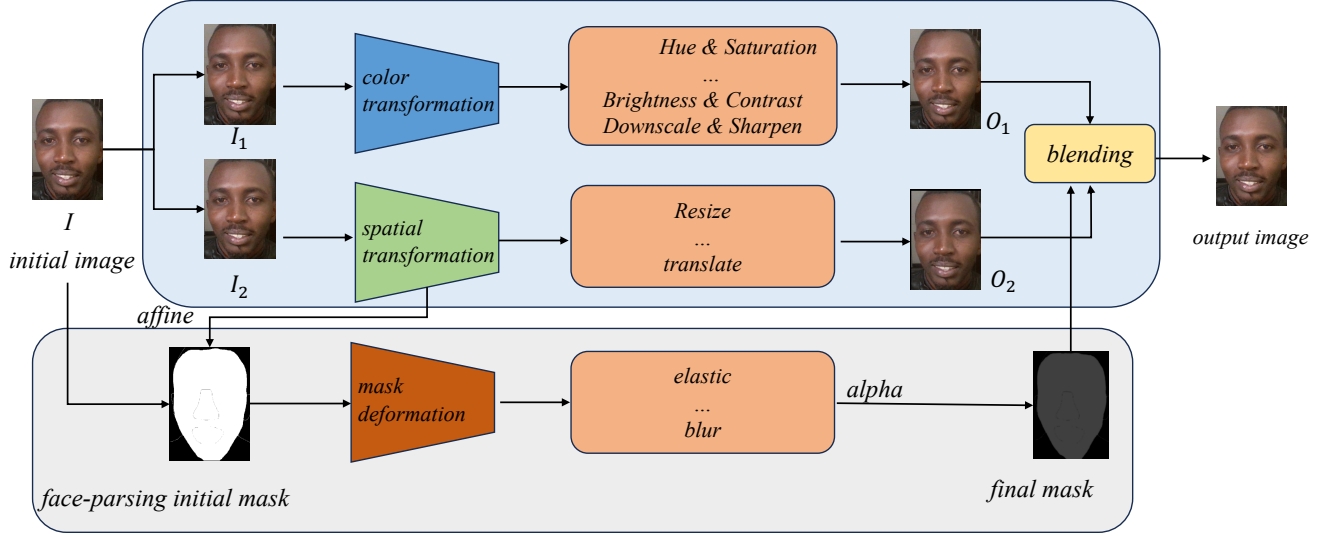 I
initial image
I₁
color
transformation
Hue & Saturation
...
Brightness & Contrast
Downscale & Sharpen
O₁
I₂
spatial
transformation
Resize
...
translate
O₂
blending
output image
affine
face-parsing initial mask
mask
deformation
elastic
...
blur
alpha
final mask